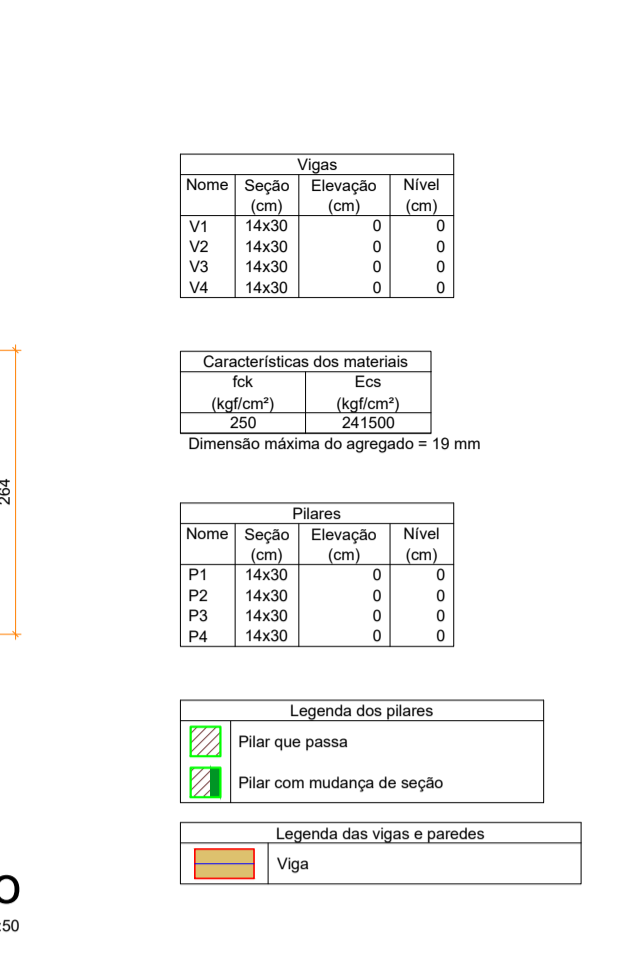 Vigas
Nome Seção Elevação Nível
(cm) (cm) (cm)
V1 14x30 0 0
V2 14x30 0 0
V3 14x30 0 0
V4 14x30 0 0
Características dos materiais
fck Ecs
(kgf/cm²) (kgf/cm²)
250 241500
Dimensão máxima do agregado = 19 mm
264
Pilares
Nome Seção Elevação Nível
(cm) (cm) (cm)
P1 14x30 0 0
P2 14x30 0 0
P3 14x30 0 0
P4 14x30 0 0
Legenda dos pilares
Pilar que passa
Pilar com mudança de seção
Legenda das vigas e paredes
Viga
o
:50